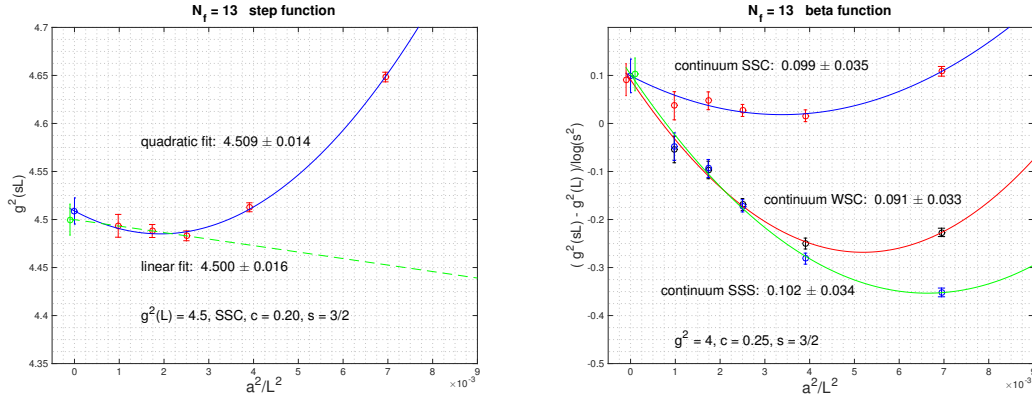 N_f = 13 step function
4.7
4.65
4.6
4.55
4.5
4.45
4.4
4.35
g²(sL)
quadratic fit: 4.509 ± 0.014
linear fit: 4.500 ± 0.016
g²(L) = 4.5, SSC, c = 0.20, s = 3/2
0 1 2 3 4 5 6 7 8 9
×10⁻³
a²/L²
N_f = 13 beta function
0.1
0
-0.1
-0.2
-0.3
-0.4
-0.5
( g²(sL) - g²(L) )/log(s²)
continuum SSC: 0.099 ± 0.035
continuum WSC: 0.091 ± 0.033
continuum SSS: 0.102 ± 0.034
g² = 4, c = 0.25, s = 3/2
0 1 2 3 4 5 6 7 8 9
×10⁻³
a²/L²